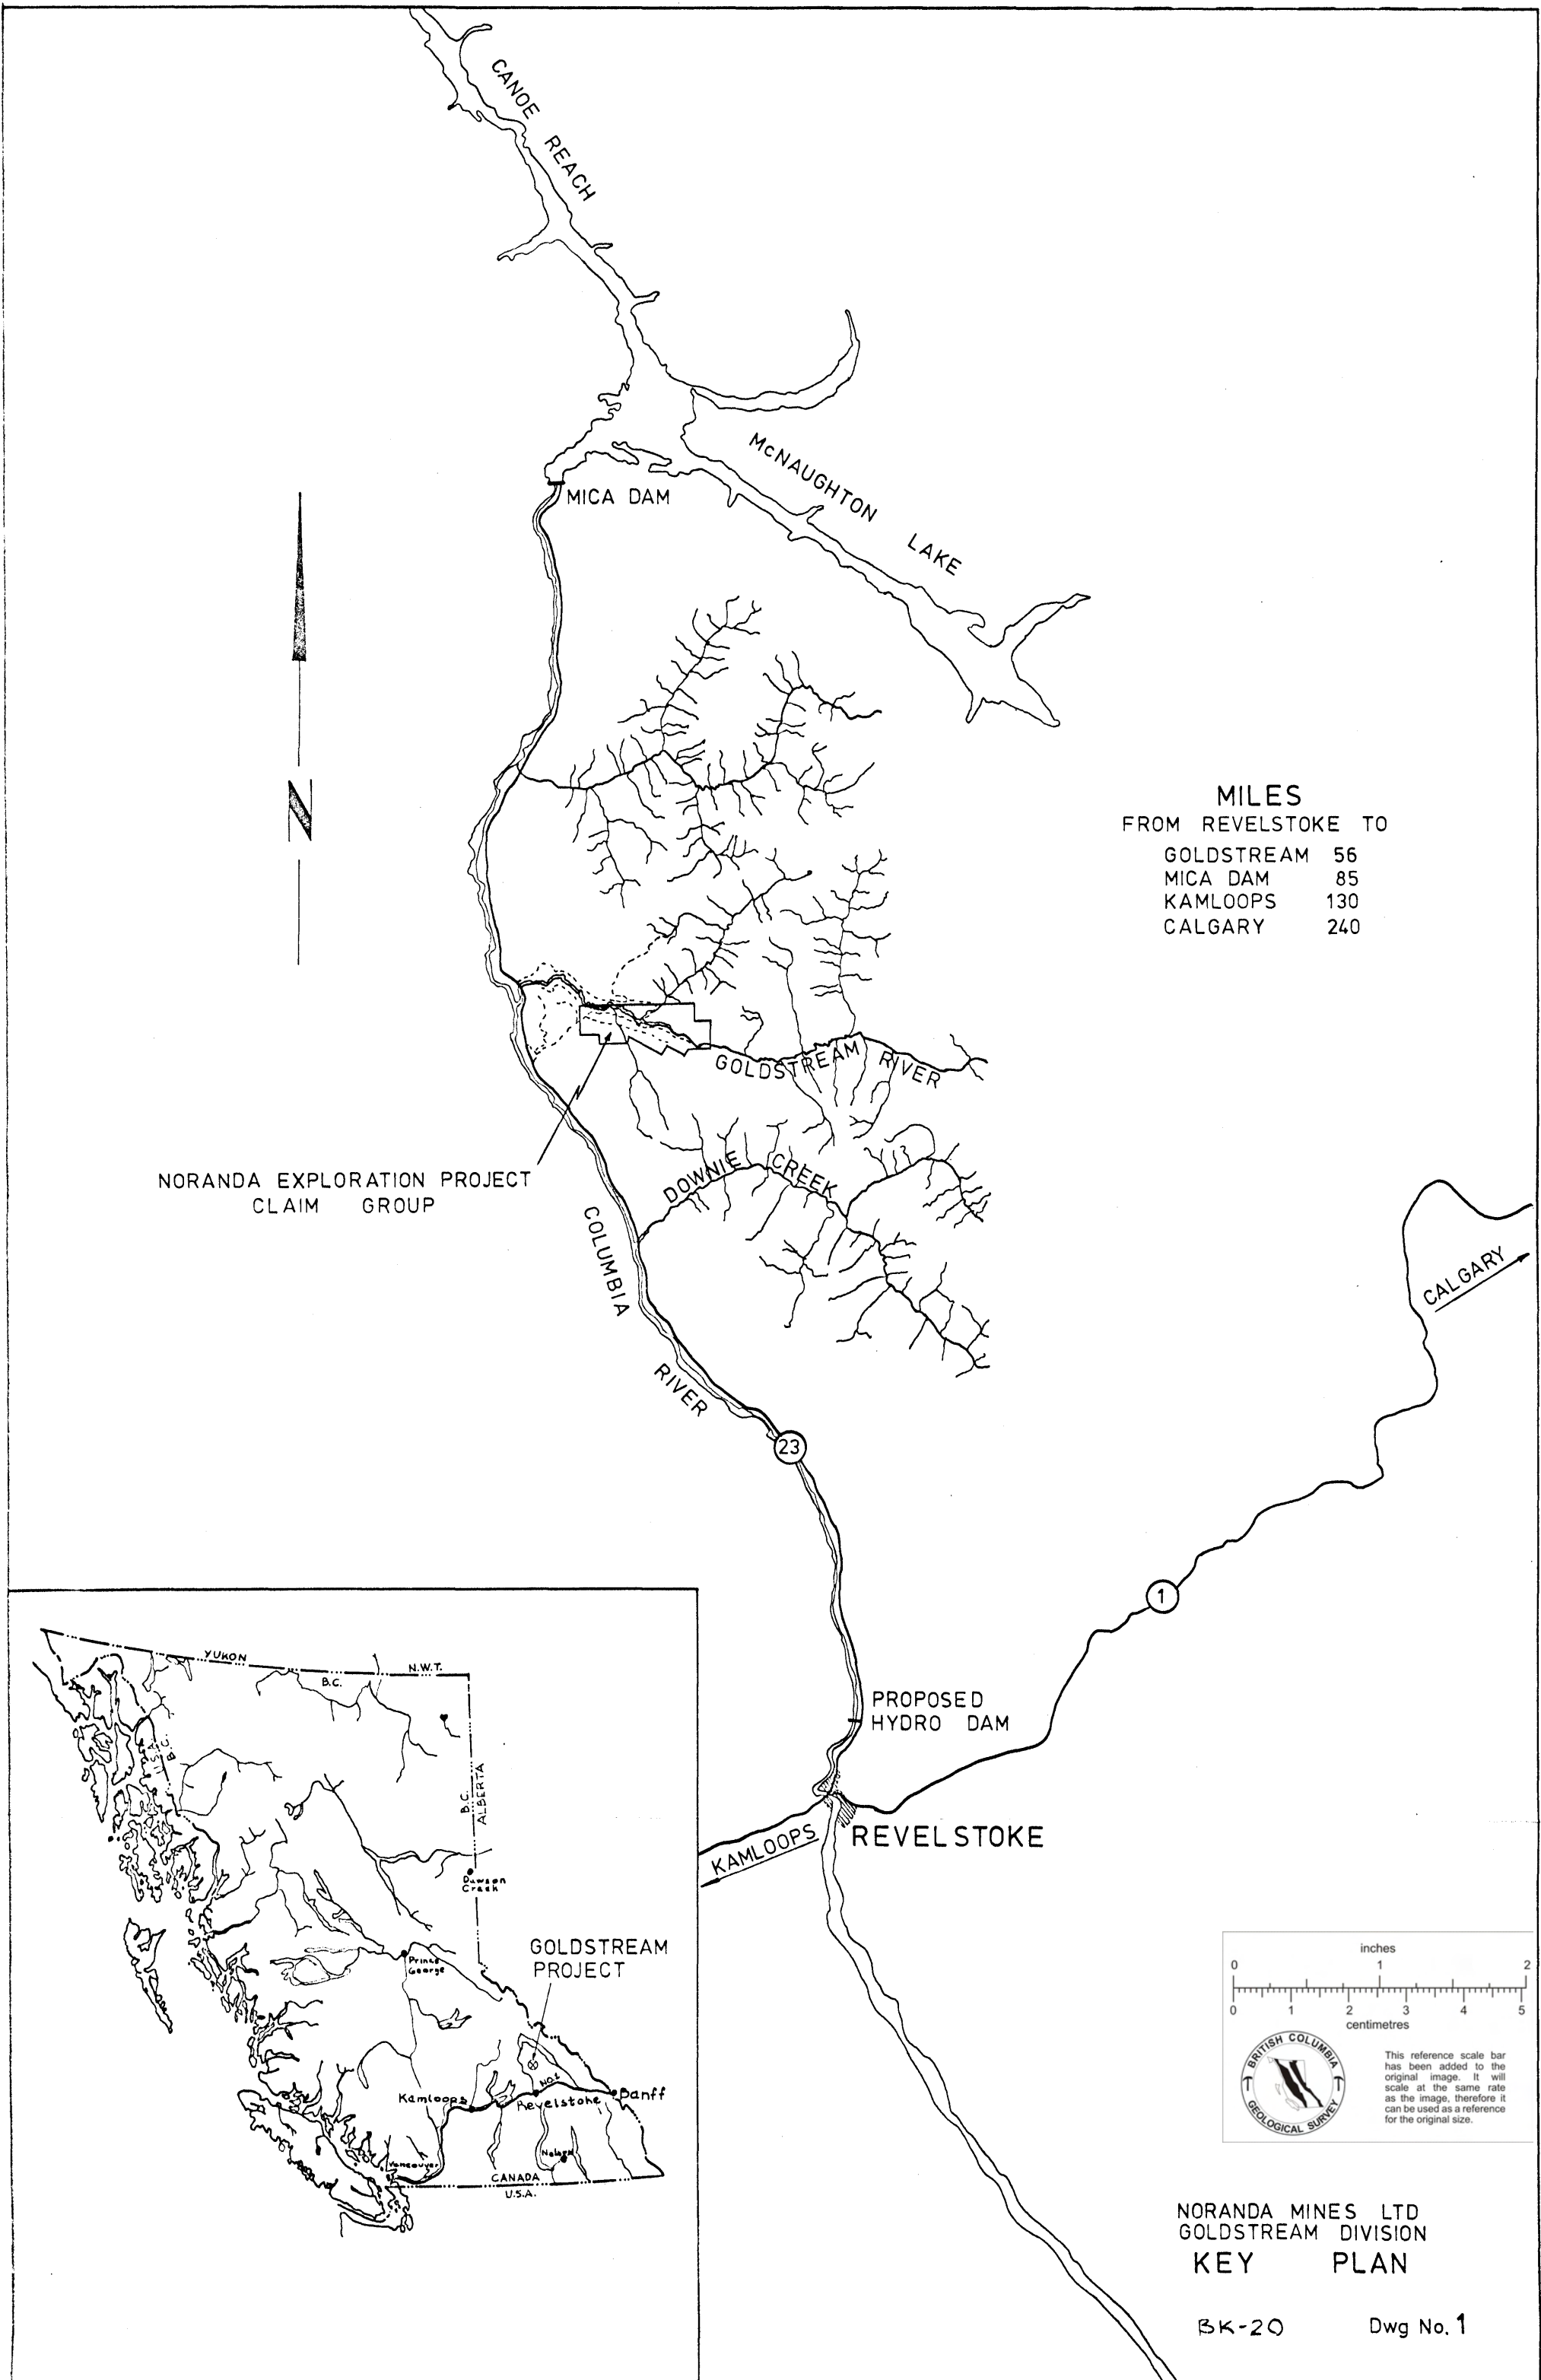 CANOE REACH
McNAUGHTON LAKE
MICA DAM
N
MILES
FROM REVELSTOKE TO
GOLDSTREAM 56
MICA DAM 85
KAMLOOPS 130
CALGARY 240
GOLDSTREAM RIVER
NORANDA EXPLORATION PROJECT
CLAIM GROUP
DOWNIE CREEK
COLUMBIA RIVER
CALGARY
23
1
PROPOSED
HYDRO DAM
REVELSTOKE
KAMLOOPS
YUKON
N.W.T.
B.C.
U.S.A.
B.C.
B.C.
ALBERTA
Dawson
Creek
Prince
George
GOLDSTREAM
PROJECT
NO.1
Kamloops
Revelstoke
Banff
Nelson
Vancouver
CANADA
U.S.A.
inches
0 1 2
0 1 2 3 4 5
centimetres
BRITISH COLUMBIA
GEOLOGICAL SURVEY
This reference scale bar
has been added to the
original image. It will
scale at the same rate
as the image, therefore it
can be used as a reference
for the original size.
NORANDA MINES LTD
GOLDSTREAM DIVISION
KEY PLAN
BK-20 Dwg No. 1